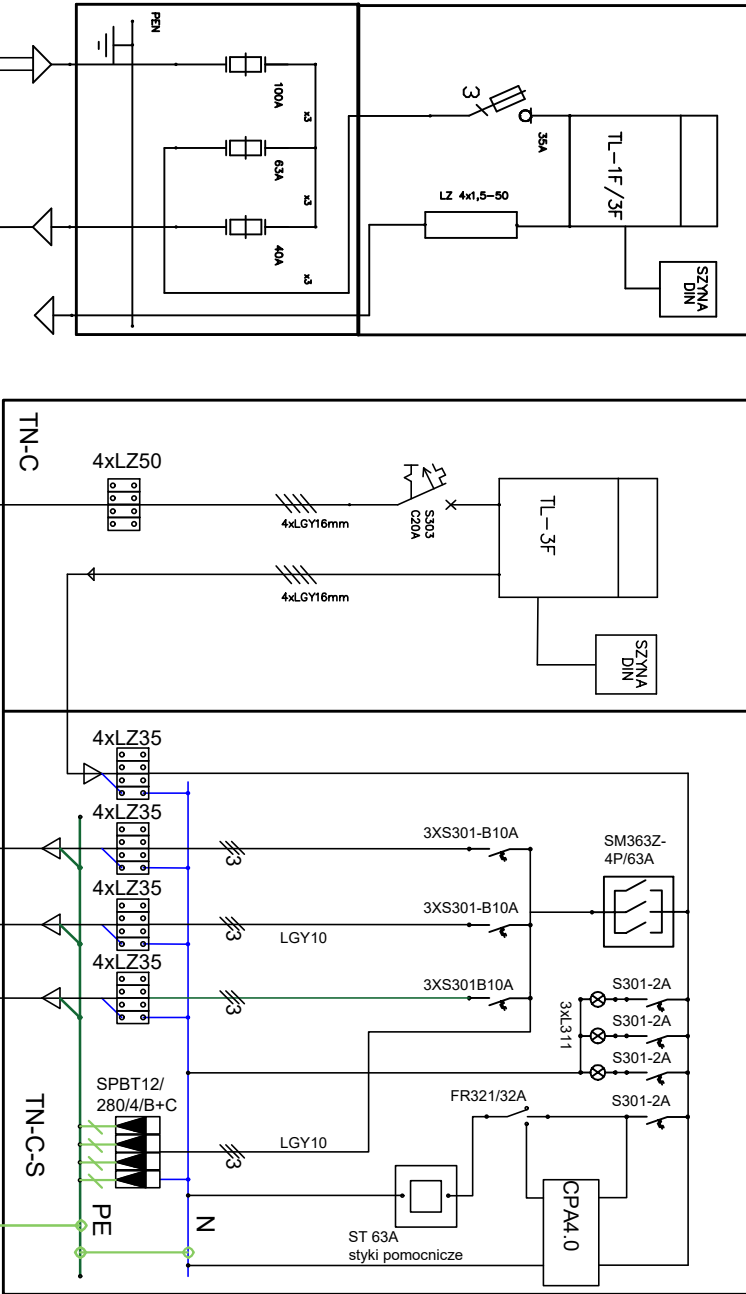 PEN
100A
x3
63A
x3
40A
x3
3
35A
TL-1F/3F
LZ 4x1,5-50
SZYNA
DIN
TN-C
4xLZ50
4xLGY16mm
S303
C20A
TL-3F
4xLGY16mm
SZYNA
DIN
4xLZ35
4xLZ35
3
3XS301-B10A
SM363Z-
4P/63A
4xLZ35
3
LGY10
3XS301-B10A
4xLZ35
3
3XS301B10A
S301-2A
S301-2A
S301-2A
3xL311
SPBT12/
280/4/B+C
3
LGY10
FR321/32A
S301-2A
CPA4.0
ST 63A
styki pomocnicze
TN-C-S
PE
N